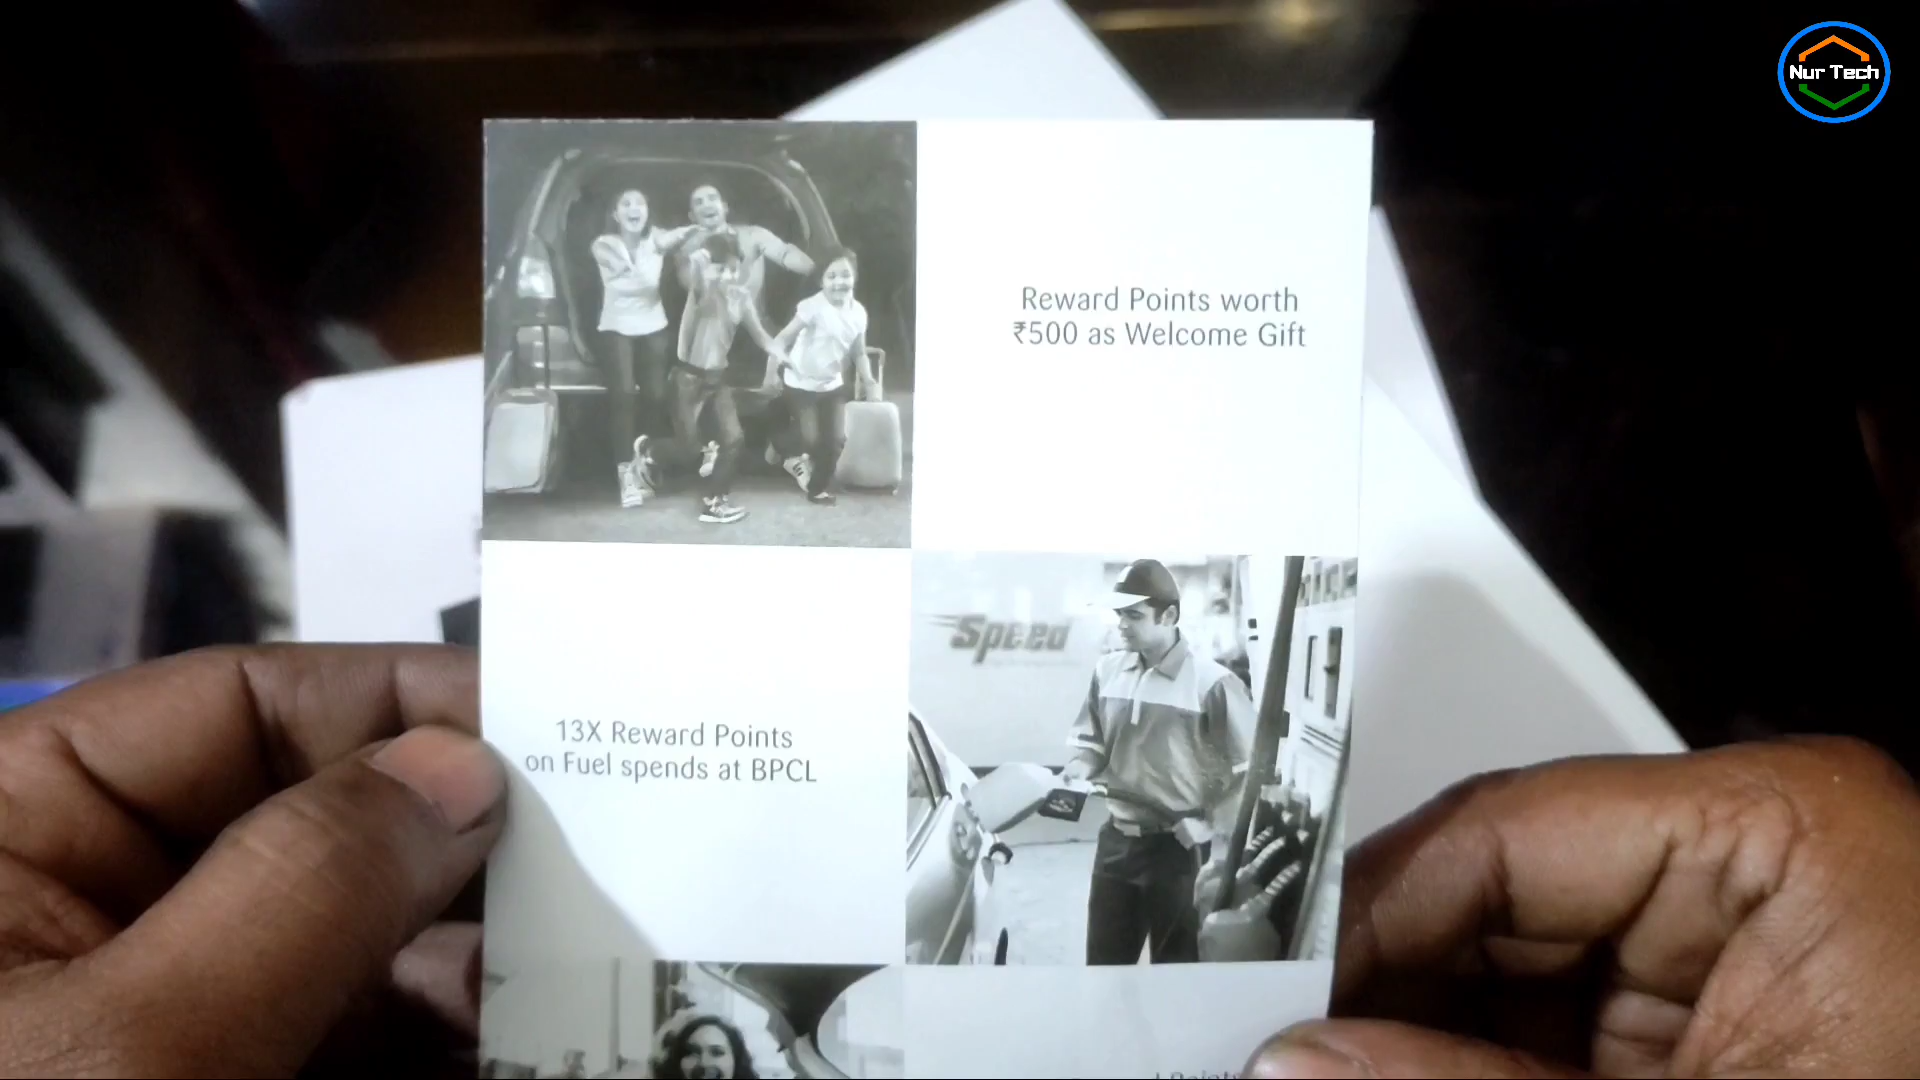 Nur Tech
Reward Points worth
₹500 as Welcome Gift
Speed
13X Reward Points
on Fuel spends at BPCL